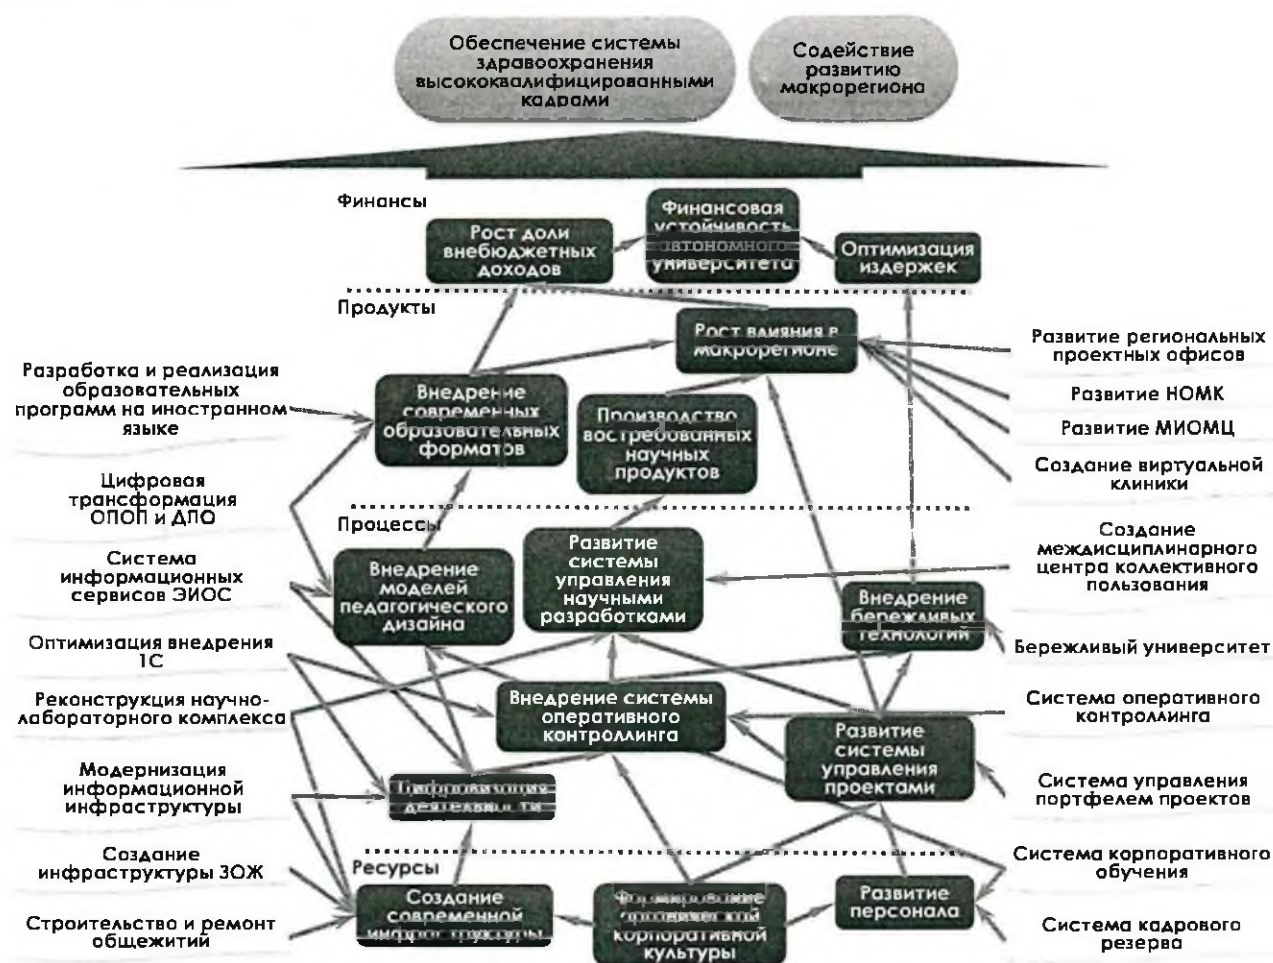 Обеспечение системы
здравоохранения
высококвалифицированными
кадрами
Содействие
развитию
макрорегиона
Финансы
Рост доли
внебюджетных
доходов
Финансовая
устойчивость
автономного
университета
Оптимизация
издержек
Продукты
Рост влияния в
макрорегионе
Внедрение
современных
образовательных
форматов
Производство
востребованных
научных
продуктов
Процессы
Внедрение
моделей
педагогического
дизайна
Развитие
системы
управления
научными
разработками
Внедрение
бережливых
технологий
Внедрение системы
оперативного
контроллинга
Развитие
системы
управления
проектами
Цифровизация
деятельности
Ресурсы
Создание
современной
инфраструктуры
Формирование
корпоративной
культуры
Развитие
персонала
Разработка и реализация
образовательных
программ на иностранном
языке
Цифровая
трансформация
ОПОП и ДПО
Система
информационных
сервисов ЭИОС
Оптимизация внедрения
1С
Реконструкция научно-
лабораторного комплекса
Модернизация
информационной
инфраструктуры
Создание
инфраструктуры ЗОЖ
Строительство и ремонт
общежитий
Развитие региональных
проектных офисов
Развитие НОМК
Развитие МИОМЦ
Создание виртуальной
клиники
Создание
междисциплинарного
центра коллективного
пользования
Бережливый университет
Система оперативного
контроллинга
Система управления
портфелем проектов
Система корпоративного
обучения
Система кадрового
резерва